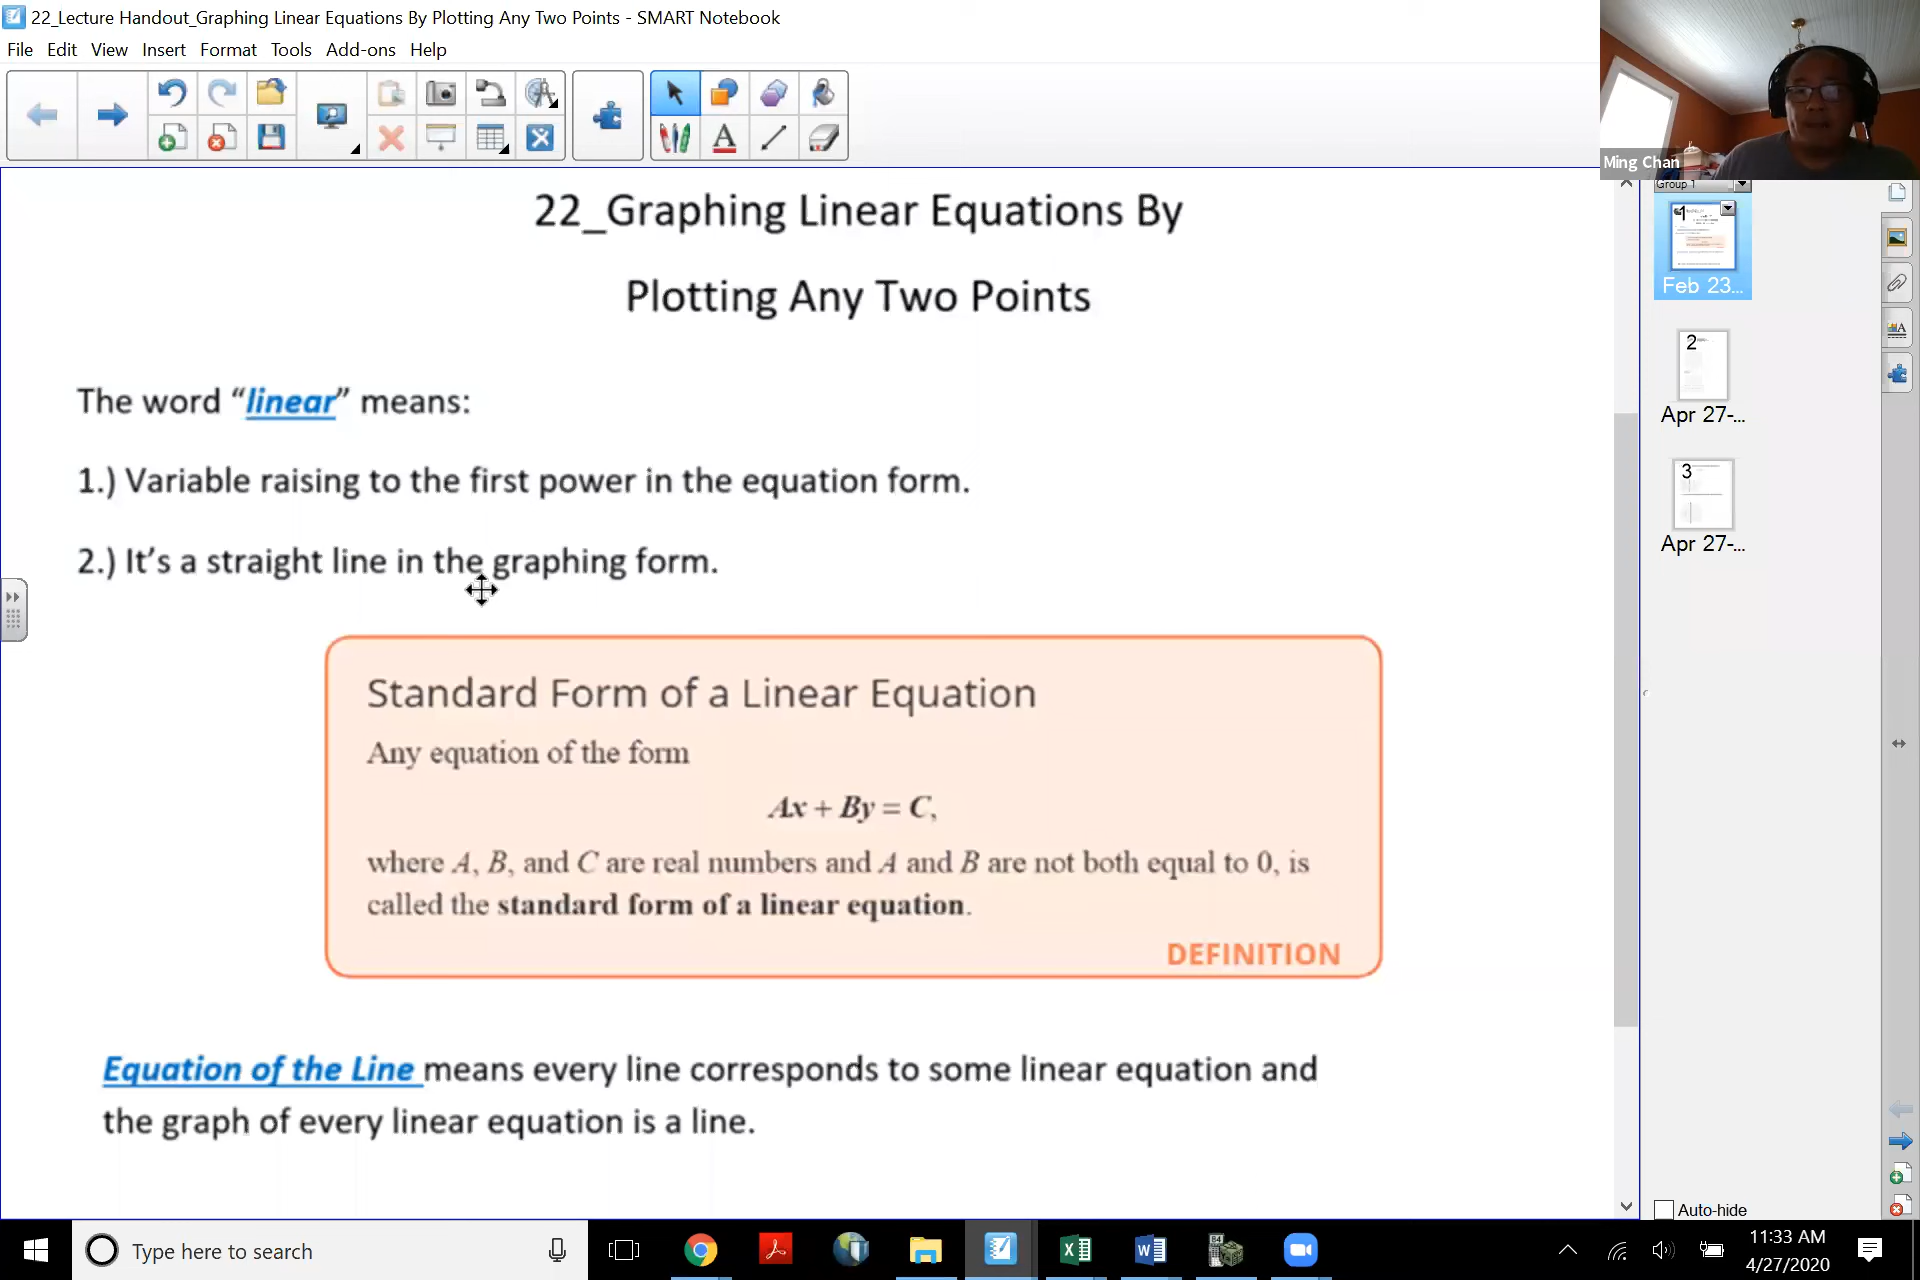 22_Lecture Handout_Graphing Linear Equations By Plotting Any Two Points - SMART Notebook
File Edit View Insert Format Tools Add-ons Help
Ming Chan
Group 1
22_Graphing Linear Equations By
Plotting Any Two Points
The word “linear” means:
1.) Variable raising to the first power in the equation form.
2.) It’s a straight line in the graphing form.
Standard Form of a Linear Equation
Any equation of the form
Ax + By = C,
where A, B, and C are real numbers and A and B are not both equal to 0, is
called the standard form of a linear equation.
DEFINITION
Equation of the Line means every line corresponds to some linear equation and
the graph of every linear equation is a line.
1
Feb 23...
2
Apr 27-...
3
Apr 27-...
Auto-hide
Type here to search
11:33 AM
4/27/2020